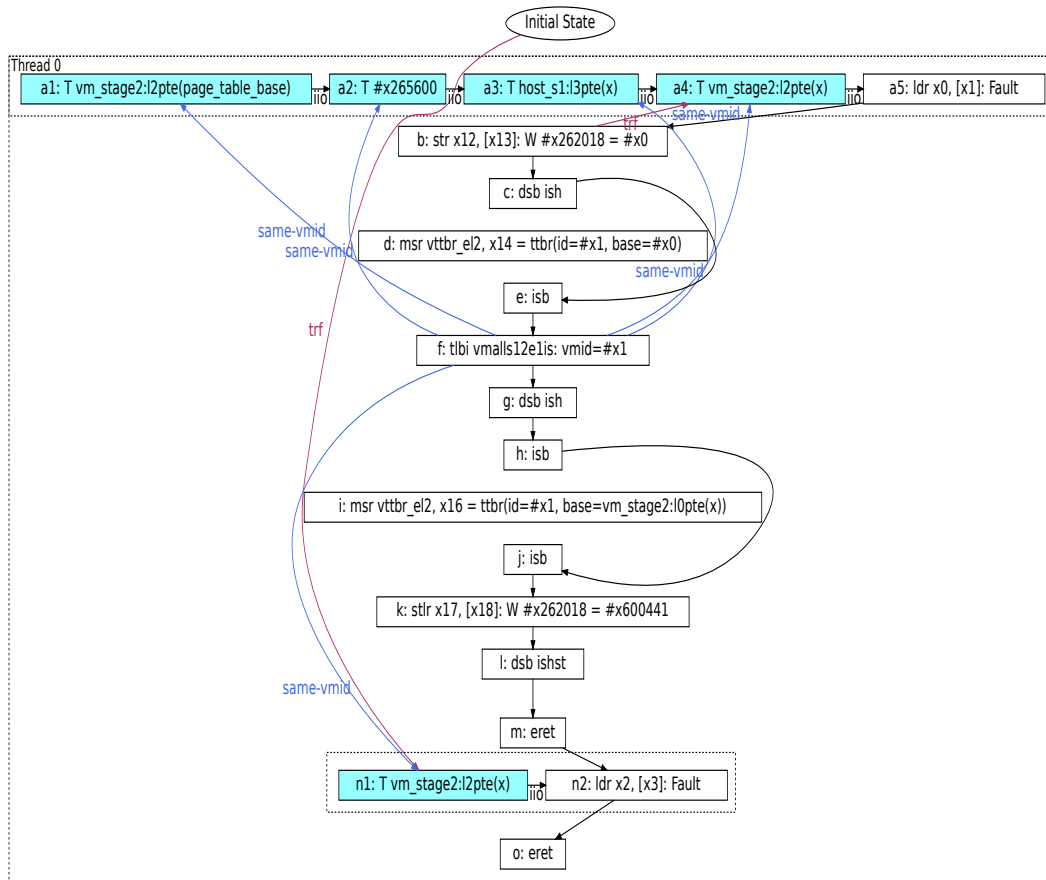 Initial State
Thread 0
a1: T vm_stage2:l2pte(page_table_base)
iio
a2: T #x265600
iio
a3: T host_s1:l3pte(x)
iio
a4: T vm_stage2:l2pte(x)
iio
a5: ldr x0, [x1]: Fault
same-vmid
trf
b: str x12, [x13]: W #x262018 = #x0
c: dsb ish
same-vmid
d: msr vttbr_el2, x14 = ttbr(id=#x1, base=#x0)
same-vmid
same-vmid
e: isb
trf
f: tlbi vmalls12e1is: vmid=#x1
g: dsb ish
h: isb
i: msr vttbr_el2, x16 = ttbr(id=#x1, base=vm_stage2:l0pte(x))
j: isb
k: stlr x17, [x18]: W #x262018 = #x600441
l: dsb ishst
same-vmid
m: eret
n1: T vm_stage2:l2pte(x)
iio
n2: ldr x2, [x3]: Fault
o: eret